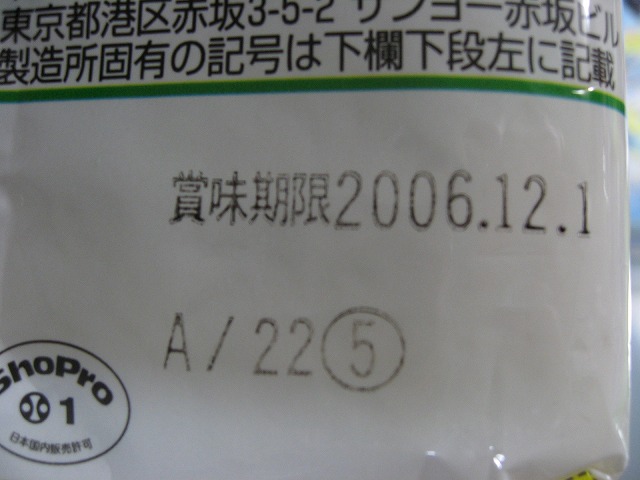 東京都港区赤坂3-5-2 サンヨー赤坂ビル
製造所固有の記号は下欄下段左に記載
賞味期限2006.12.1
A/22⑤
ShoPro
1
日本国内販売許可